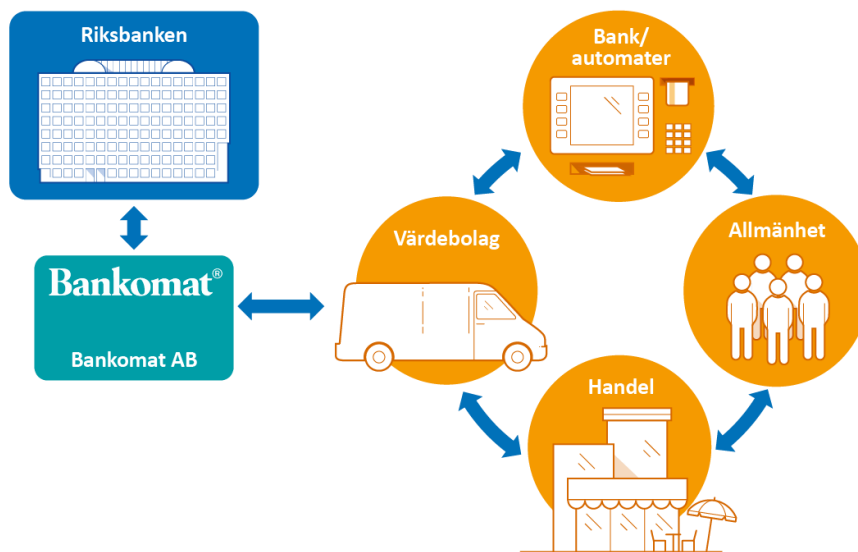 Riksbanken
Bankomat®
Bankomat AB
Värdebolag
Bank/
automater
Allmänhet
Handel